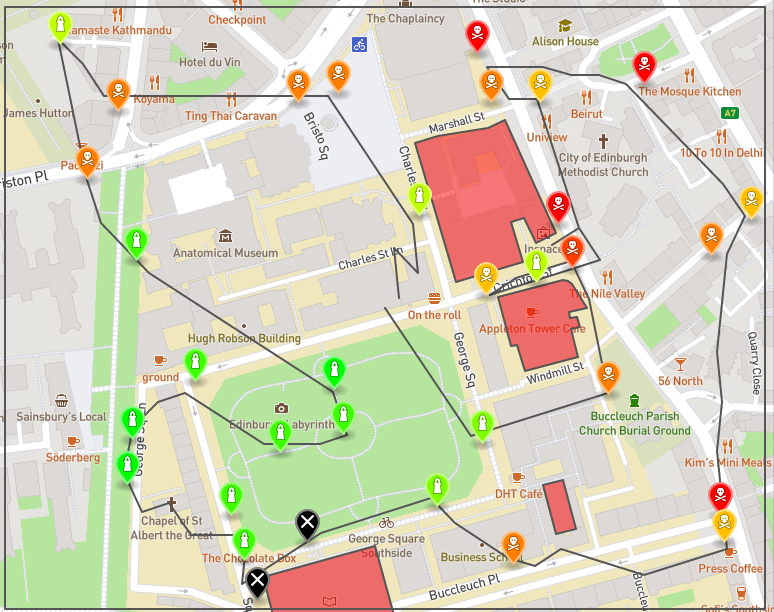 The Studio
Checkpoint
The Chaplaincy
amaste Kathmandu
Alison House
Hotel du Vin
Koyama
The Mosque Kitchen
James Hutton
Ting Thai Caravan
Beirut
A7
Bristo Sq
Marshall St
Uniview
10 To 10 In Delhi
City of Edinburgh
Methodist Church
riston Pl
Charles
Anatomical Museum
Inspace
Charles St Ln
Crichton St
The Nile Valley
On the roll
Appleton Tower Cafe
Hugh Robson Building
George Sq
Quarry Close
ground
Windmill St
56 North
Sainsbury's Local
Edinburgh Labyrinth
Buccleuch Parish
Church Burial Ground
George Sq Ln
Söderberg
Kim's Mini Meals
DHT Café
Chapel of St
Albert the Great
George Square
Southside
The Chocolate Box
Business School
Press Coffee
Buccleuch Pl
Buccleuch
Sq
Sofi's Southside